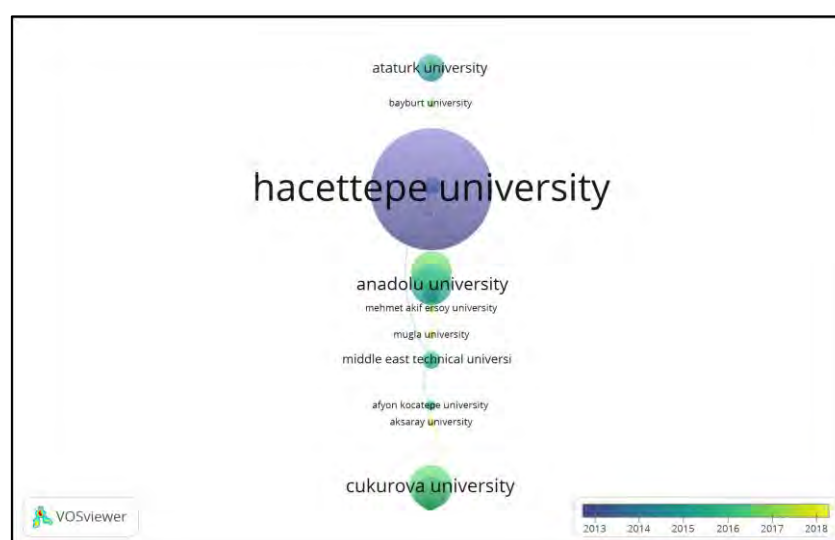 ataturk university
bayburt university
hacettepe university
anadolu university
mehmet akif ersoy university
mugla university
middle east technical universi
afyon kocatepe university
aksaray university
cukurova university
VOSviewer
2013 2014 2015 2016 2017 2018